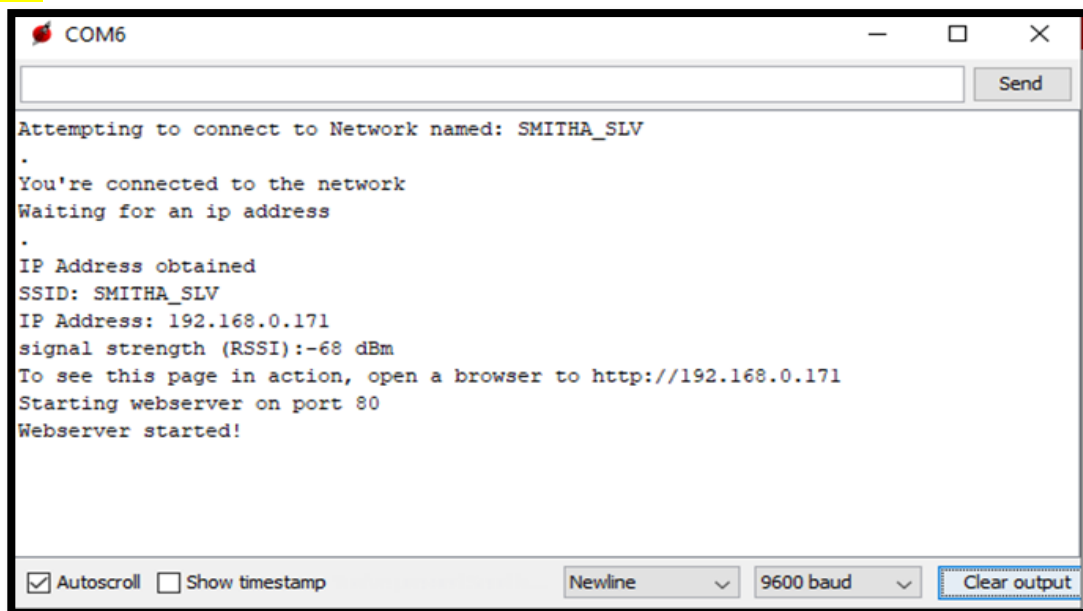 COM6
Send
Attempting to connect to Network named: SMITHA_SLV
.
You're connected to the network
Waiting for an ip address
.
IP Address obtained
SSID: SMITHA_SLV
IP Address: 192.168.0.171
signal strength (RSSI):-68 dBm
To see this page in action, open a browser to http://192.168.0.171
Starting webserver on port 80
Webserver started!
Autoscroll Show timestamp Newline 9600 baud Clear output